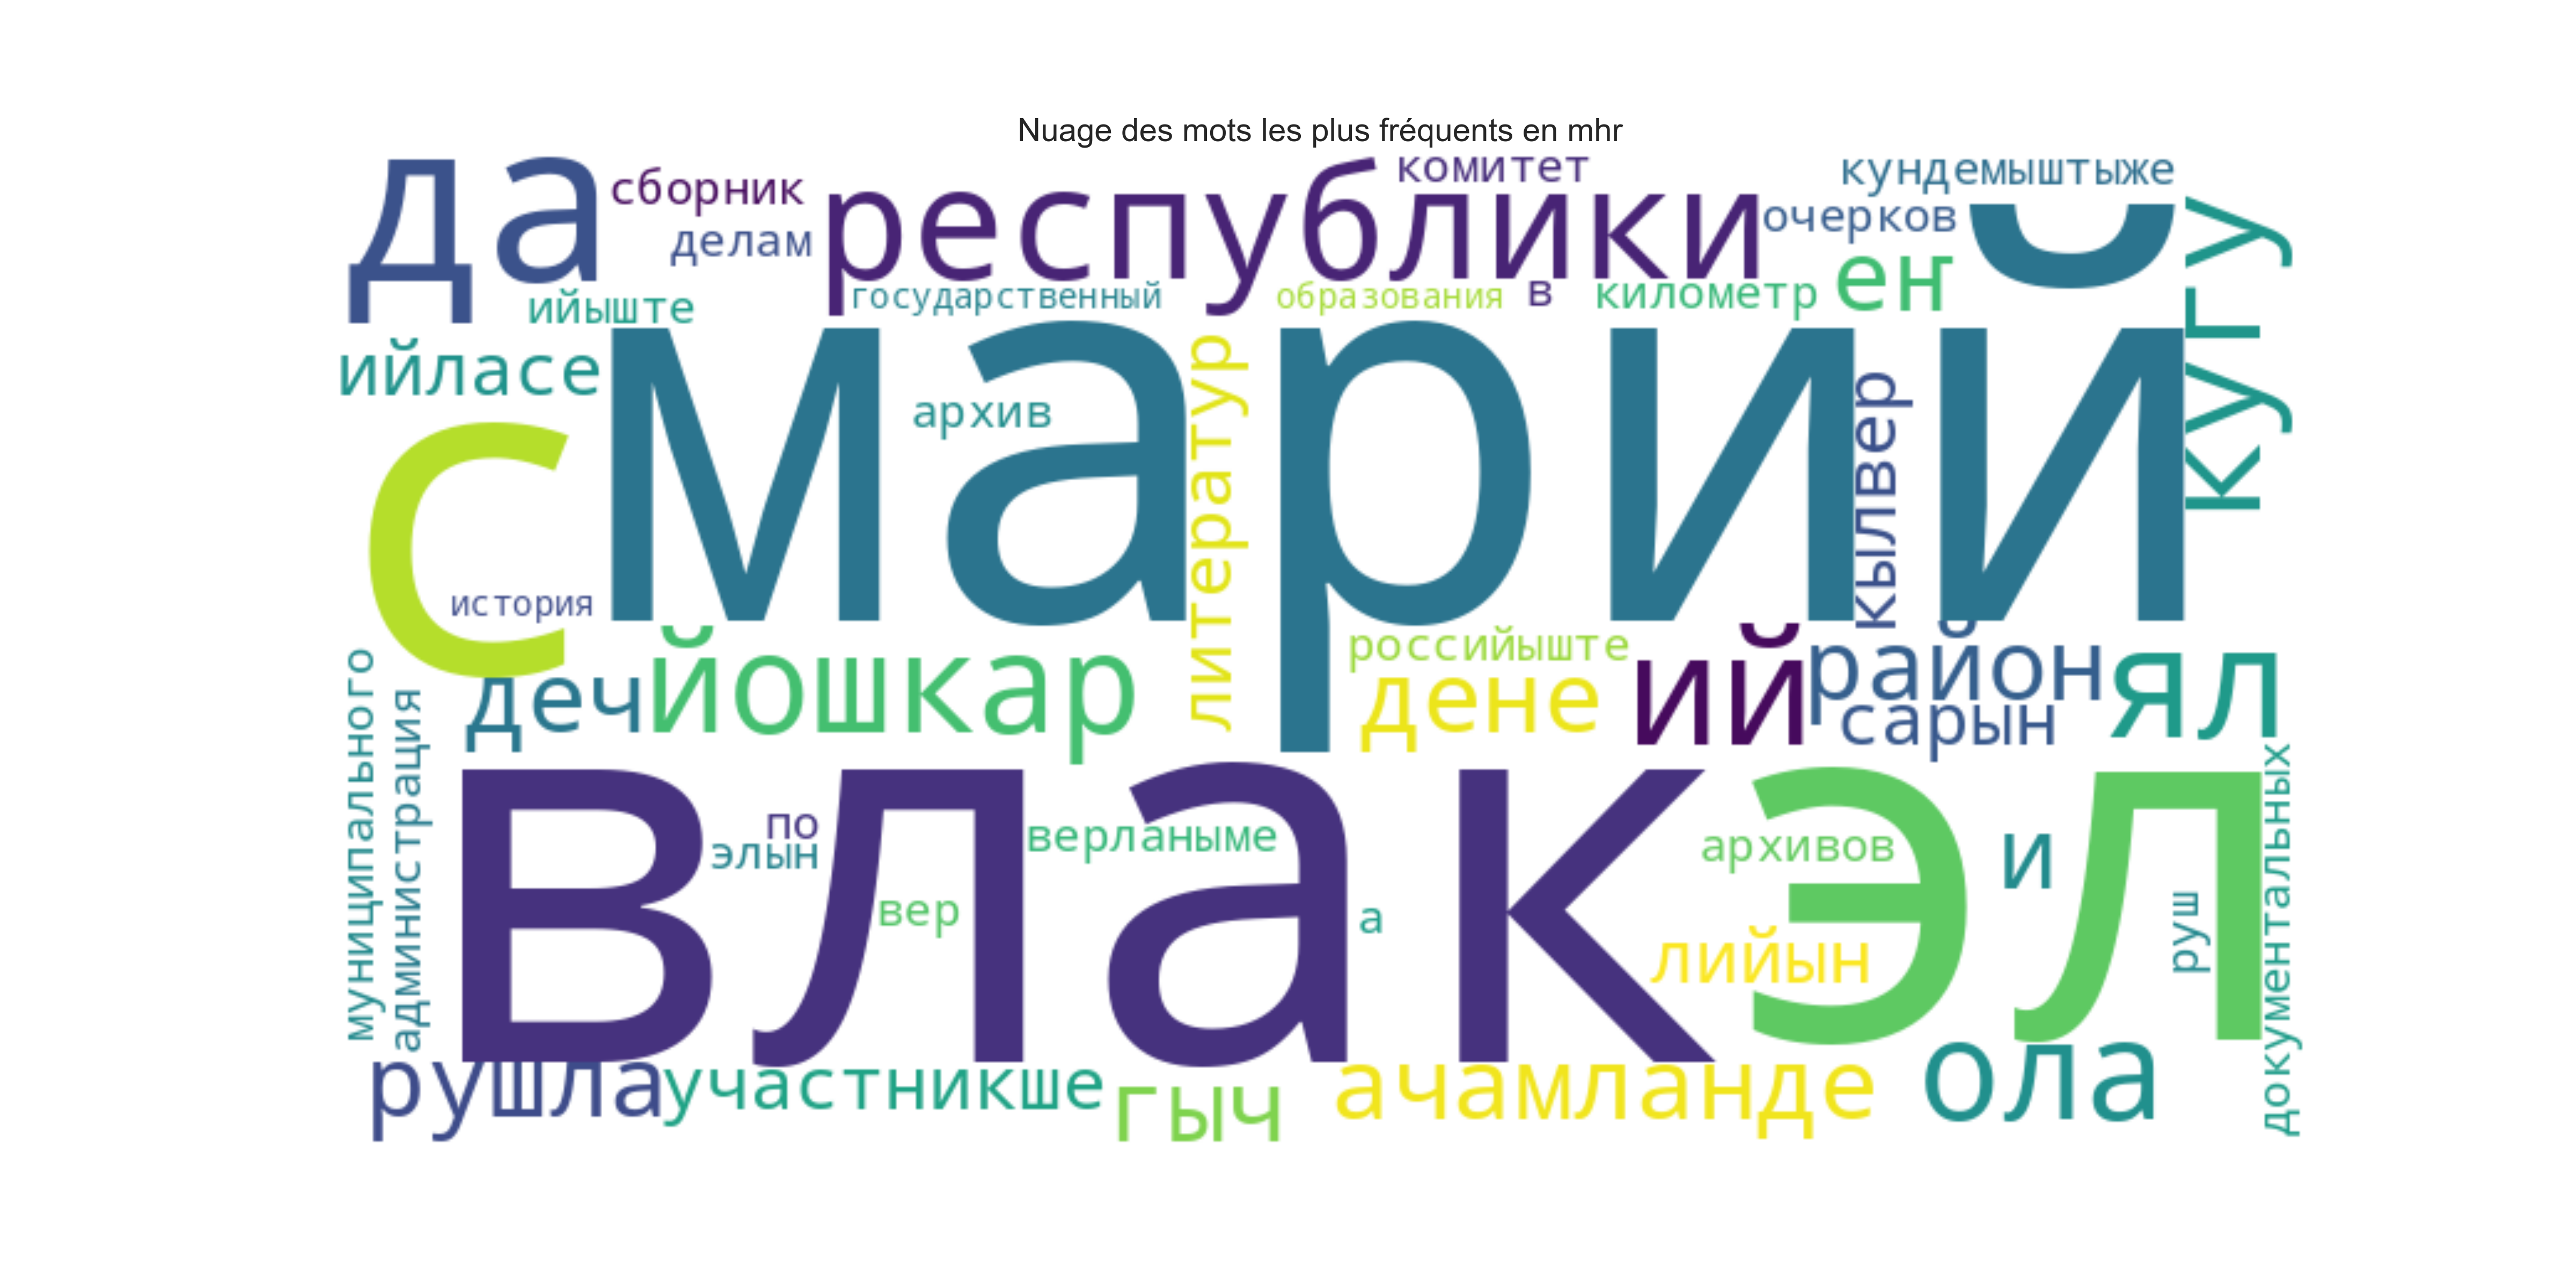 Nuage des mots les plus fréquents en mhr
да
сборник
делам
республики
комитет
кундемыштыже
очерков
ийыште
государственный
образования
в
километр
еҥ
кугу
ийласе
марий
архив
литератур
кылвер
с
история
йошкар
деч
российыште
дене
ий
район
сарын
ял
муниципального
администрация
влак
эл
по
элын
верланыме
вер
а
архивов
и
лийын
руш
документальных
рушла
участникше
гыч
ачамланде
ола